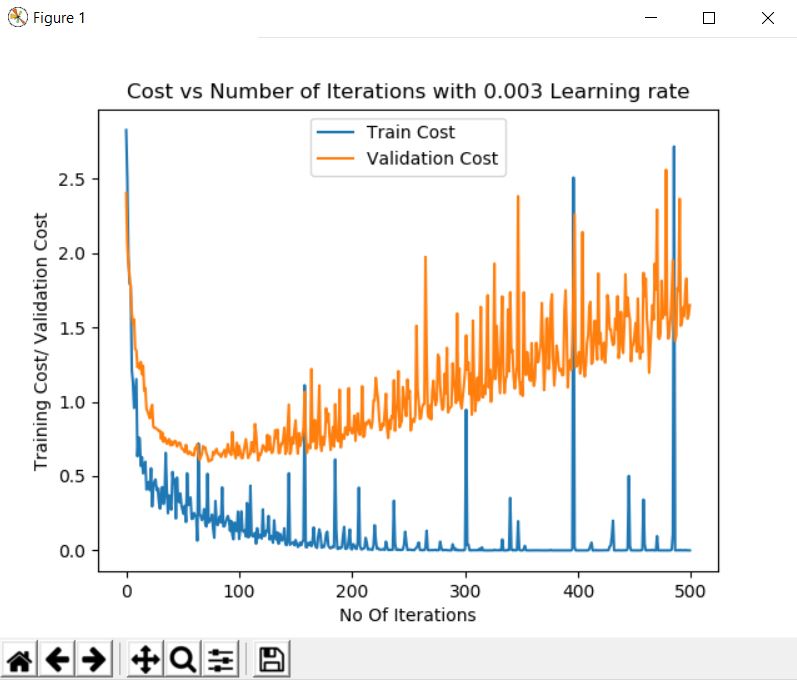 Figure 1
Cost vs Number of Iterations with 0.003 Learning rate
Train Cost
Validation Cost
Training Cost/ Validation Cost
2.5
2.0
1.5
1.0
0.5
0.0
0 100 200 300 400 500
No Of Iterations